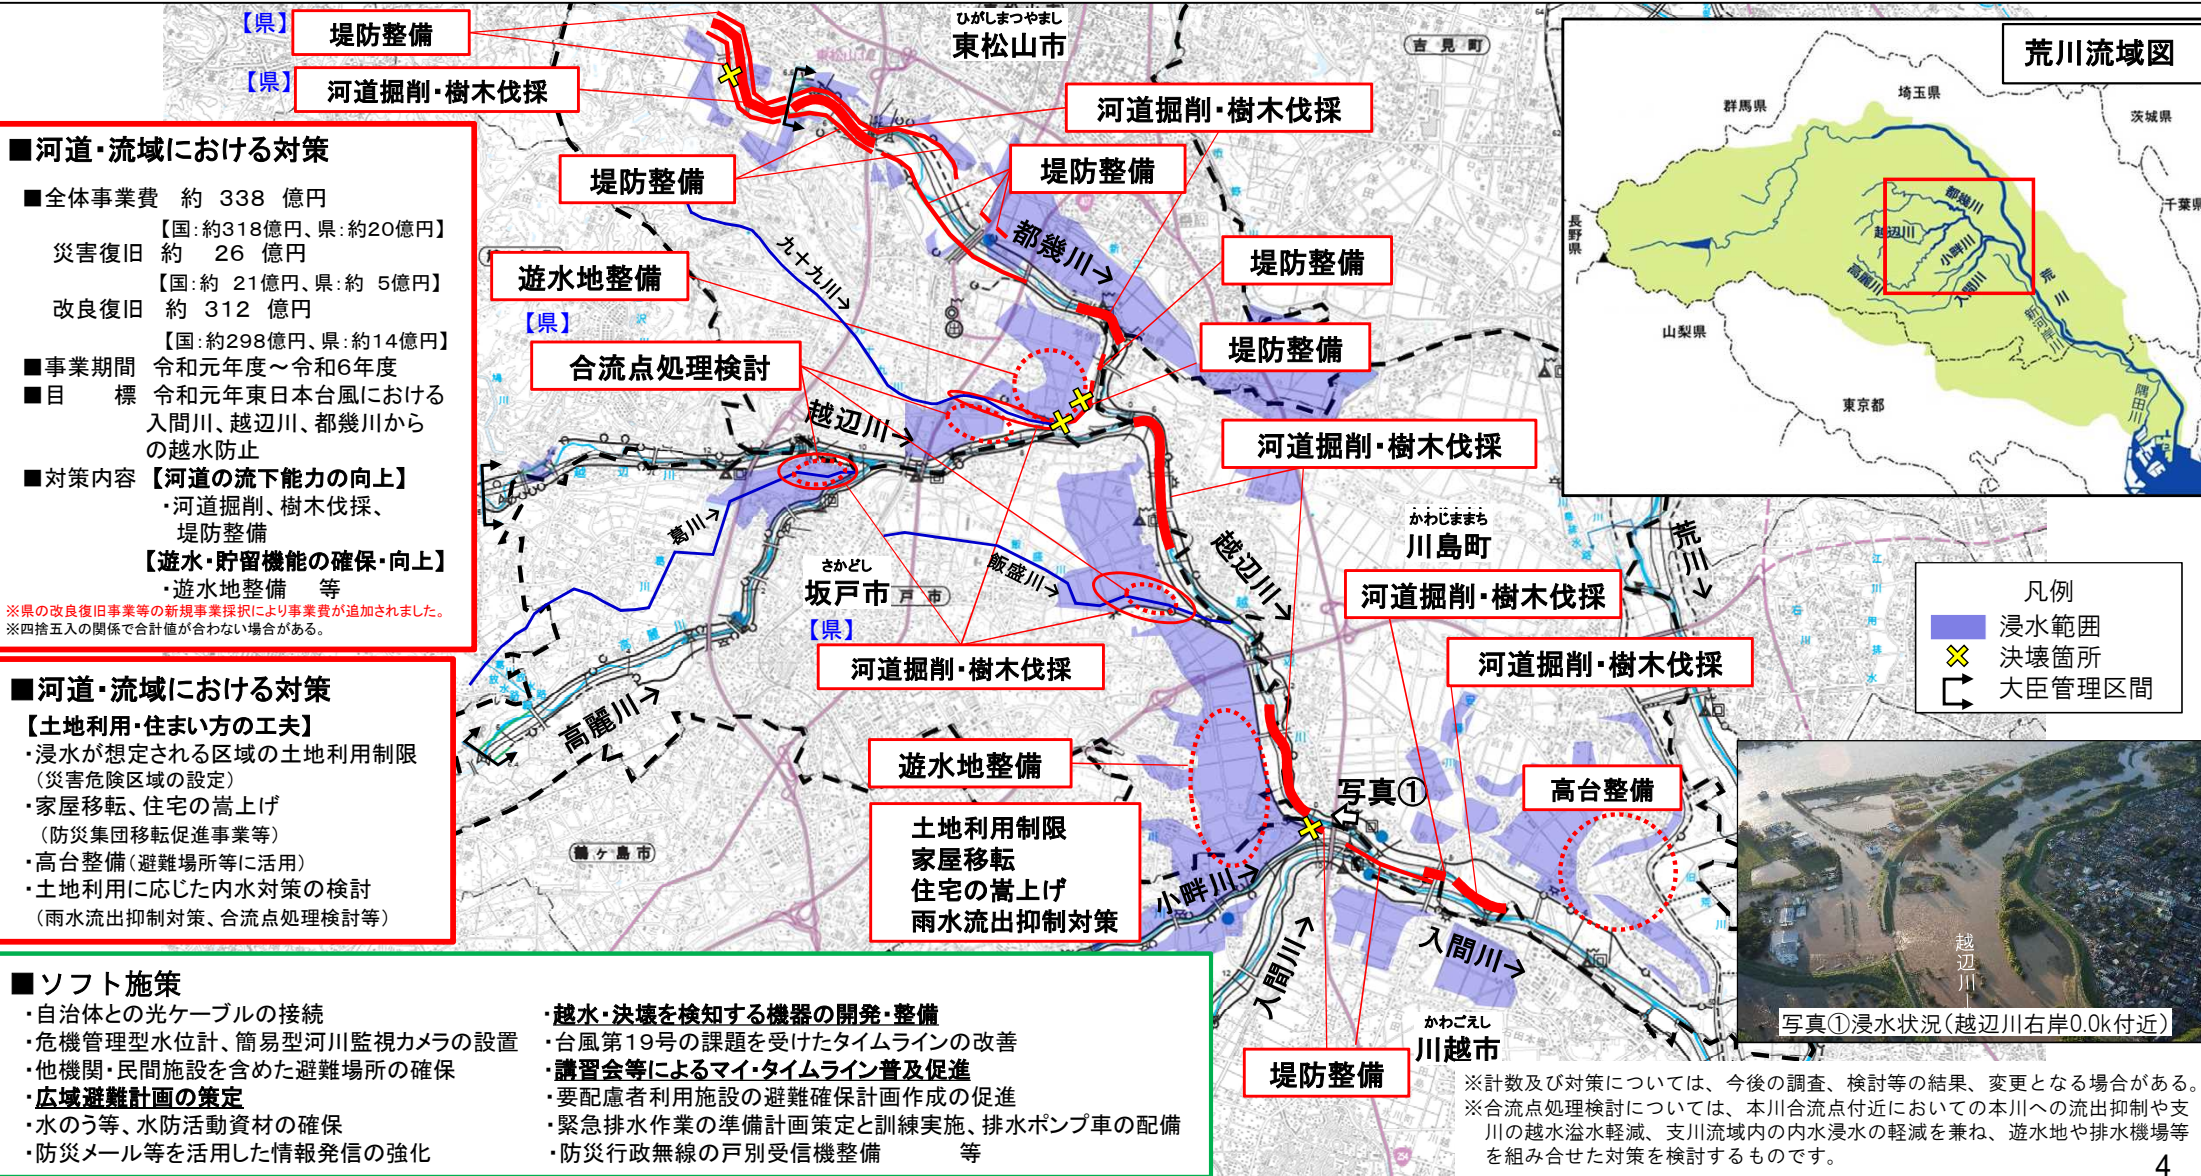 【県】
堤防整備
ひがしまつやまし
東松山市
吉見町
【県】
河道掘削・樹木伐採
河道掘削・樹木伐採
堤防整備
堤防整備
九十九川→
都幾川→
堤防整備
遊水地整備
【県】
堤防整備
合流点処理検討
越辺川→
河道掘削・樹木伐採
葛川→
かわじままち
川島町
荒川→
さかどし
坂戸市
飯盛川→
越辺川→
【県】
河道掘削・樹木伐採
河道掘削・樹木伐採
河道掘削・樹木伐採
高麗川→
遊水地整備
写真①
高台整備
鶴ヶ島市
土地利用制限
家屋移転
住宅の嵩上げ
雨水流出抑制対策
小畔川→
入間川→
入間川→
かわごえし
川越市
堤防整備
荒川流域図
群馬県
埼玉県
茨城県
千葉県
長野県
山梨県
東京都
都幾川
越辺川
小畔川
高麗川
入間川
荒川
新河岸川
隅田川
凡例
浸水範囲
決壊箇所
大臣管理区間
越辺川
写真①浸水状況(越辺川右岸0.0k付近)
■河道・流域における対策
■全体事業費 約 338 億円
【国:約318億円、県:約20億円】
災害復旧 約 26 億円
【国:約 21億円、県:約 5億円】
改良復旧 約 312 億円
【国:約298億円、県:約14億円】
■事業期間 令和元年度～令和6年度
■目 標 令和元年東日本台風における
入間川、越辺川、都幾川から
の越水防止
■対策内容 【河道の流下能力の向上】
・河道掘削、樹木伐採、
堤防整備
【遊水・貯留機能の確保・向上】
・遊水地整備 等
※県の改良復旧事業等の新規事業採択により事業費が追加されました。
※四捨五入の関係で合計値が合わない場合がある。
■河道・流域における対策
【土地利用・住まい方の工夫】
・浸水が想定される区域の土地利用制限
(災害危険区域の設定)
・家屋移転、住宅の嵩上げ
(防災集団移転促進事業等)
・高台整備(避難場所等に活用)
・土地利用に応じた内水対策の検討
(雨水流出抑制対策、合流点処理検討等)
■ソフト施策
・自治体との光ケーブルの接続
・危機管理型水位計、簡易型河川監視カメラの設置
・他機関・民間施設を含めた避難場所の確保
・広域避難計画の策定
・水のう等、水防活動資材の確保
・防災メール等を活用した情報発信の強化
・越水・決壊を検知する機器の開発・整備
・台風第19号の課題を受けたタイムラインの改善
・講習会等によるマイ・タイムライン普及促進
・要配慮者利用施設の避難確保計画作成の促進
・緊急排水作業の準備計画策定と訓練実施、排水ポンプ車の配備
・防災行政無線の戸別受信機整備 等
※計数及び対策については、今後の調査、検討等の結果、変更となる場合がある。
※合流点処理検討については、本川合流点付近においての本川への流出抑制や支
川の越水溢水軽減、支川流域内の内水浸水の軽減を兼ね、遊水地や排水機場等
を組み合せた対策を検討するものです。
4